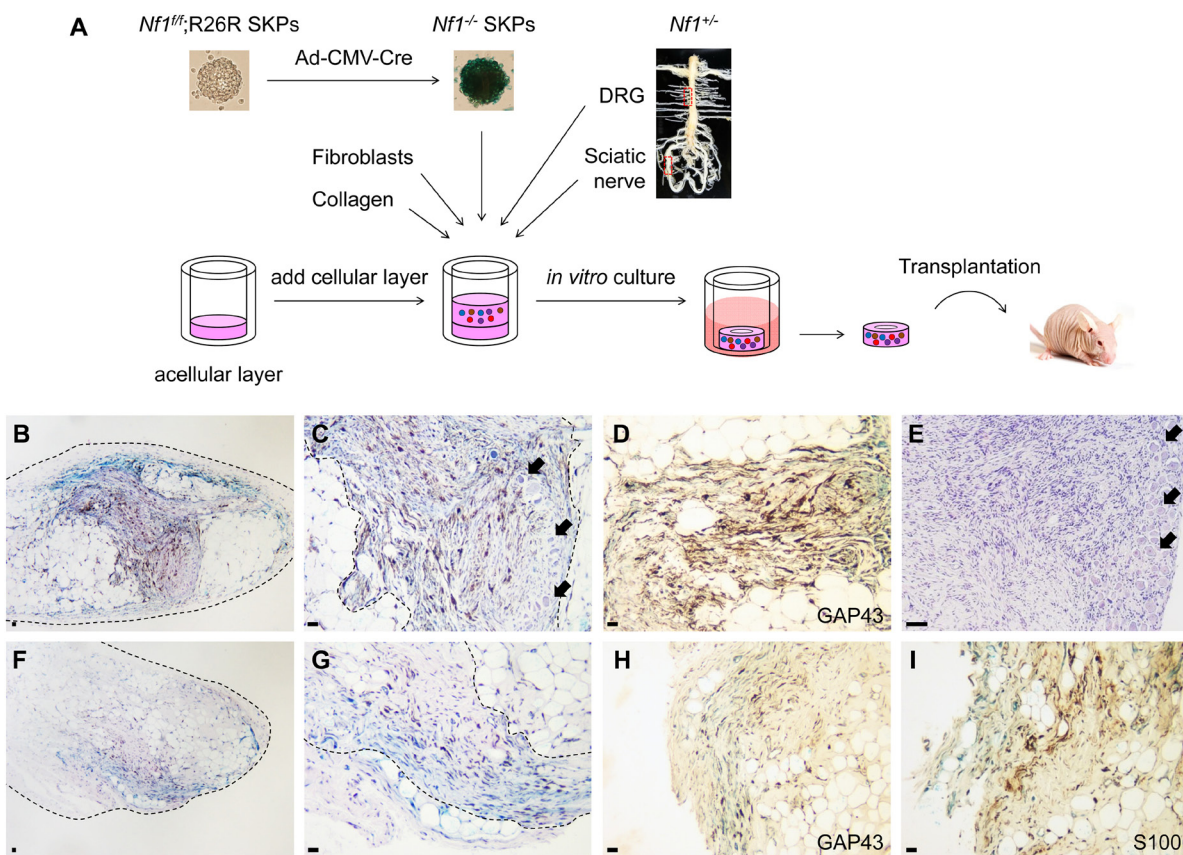 A
Nf1f/f;R26R SKPs
Nf1-/- SKPs
Nf1+/-
Ad-CMV-Cre
DRG
Fibroblasts
Sciatic
nerve
Collagen
add cellular layer
in vitro culture
Transplantation
acellular layer
B
C
D
E
GAP43
F
G
H
I
GAP43
S100